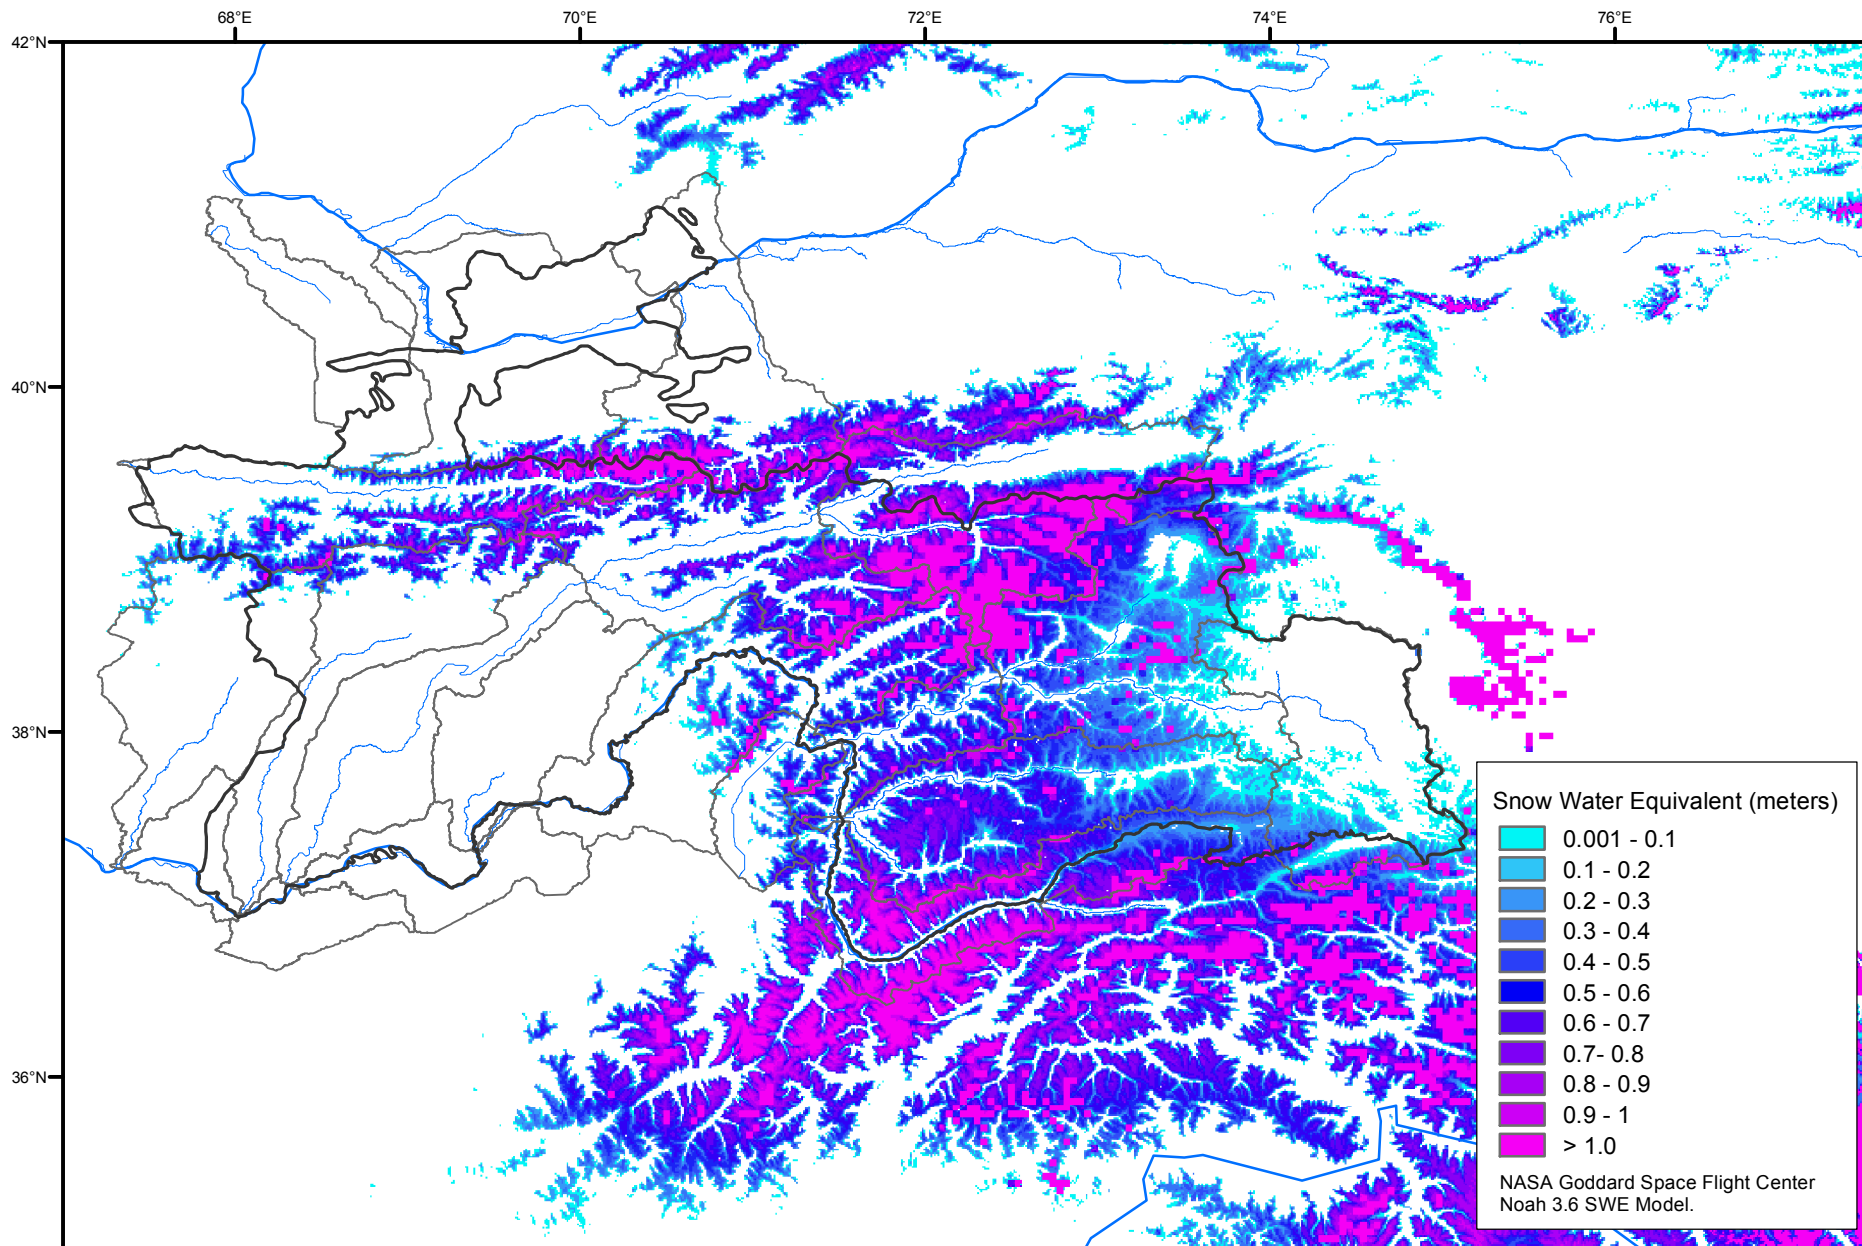 68°E 70°E 72°E 74°E 76°E
42°N
40°N
38°N
36°N
Snow Water Equivalent (meters)
0.001 - 0.1
0.1 - 0.2
0.2 - 0.3
0.3 - 0.4
0.4 - 0.5
0.5 - 0.6
0.6 - 0.7
0.7- 0.8
0.8 - 0.9
0.9 - 1
> 1.0
NASA Goddard Space Flight Center
Noah 3.6 SWE Model.